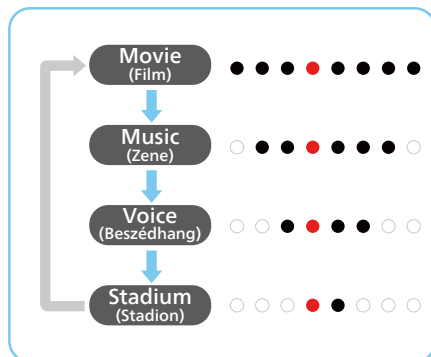 Movie
(Film)
Music
(Zene)
Voice
(Beszédhang)
Stadium
(Stadion)